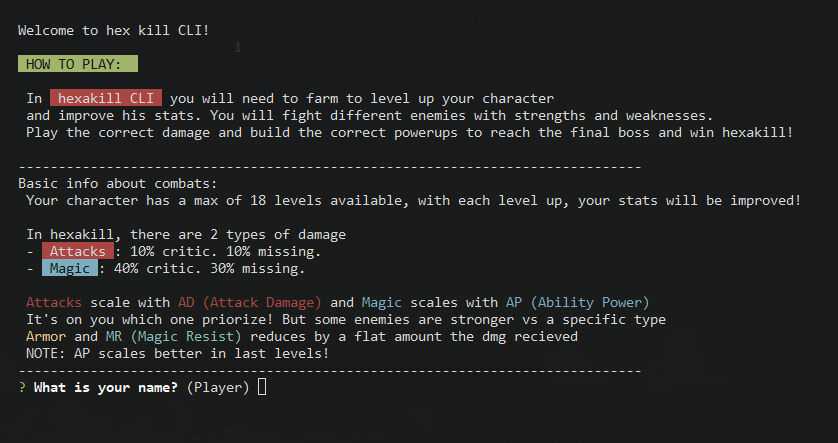 Welcome to hex kill CLI!
1
HOW TO PLAY:
In hexakill CLI you will need to farm to level up your character
and improve his stats. You will fight different enemies with strengths and weaknesses.
Play the correct damage and build the correct powerups to reach the final boss and win hexakill!
------------------------------------------------------------------------------
Basic info about combats:
Your character has a max of 18 levels available, with each level up, your stats will be improved!
In hexakill, there are 2 types of damage
- Attacks : 10% critic. 10% missing.
- Magic : 40% critic. 30% missing.
Attacks scale with AD (Attack Damage) and Magic scales with AP (Ability Power)
It's on you which one priorize! But some enemies are stronger vs a specific type
Armor and MR (Magic Resist) reduces by a flat amount the dmg recieved
NOTE: AP scales better in last levels!
------------------------------------------------------------------------------
? What is your name? (Player)